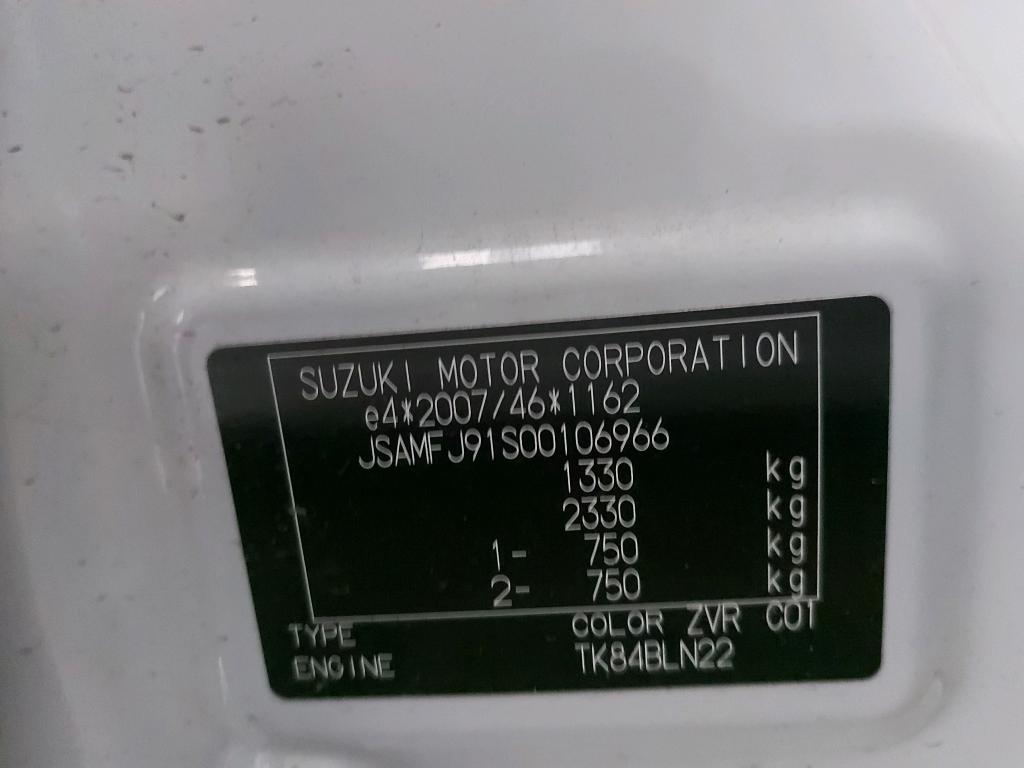 SUZUKI MOTOR CORPORATION
e4*2007/46*1162
JSAMFJ91S00106966
1330 kg
2330 kg
1- 750 kg
2- 750 kg
TYPE COLOR ZVR COT
ENGINE TK84BLN22